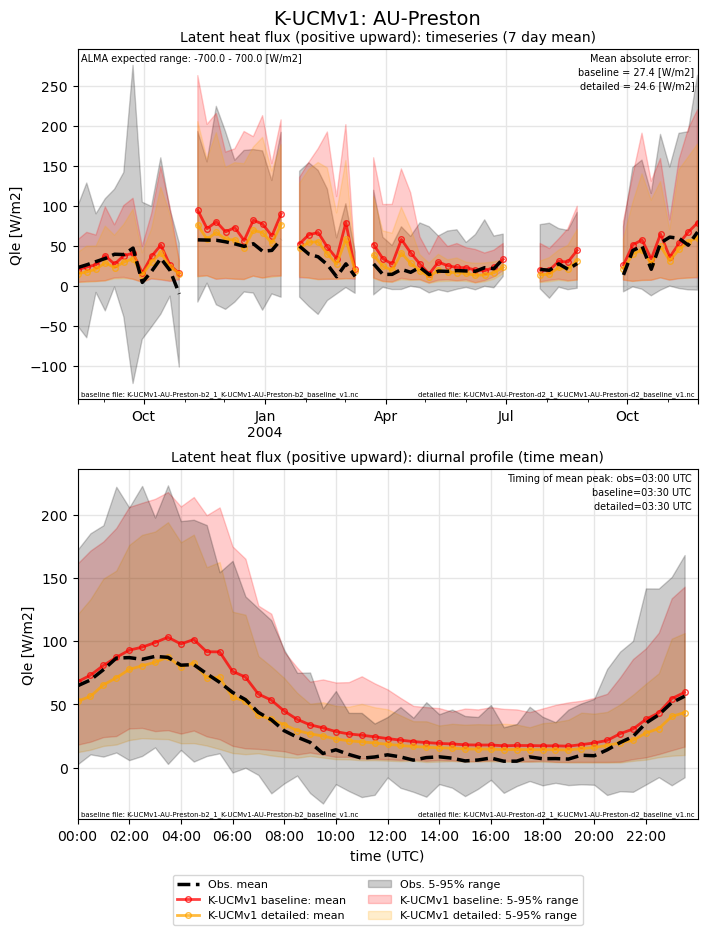 K-UCMv1: AU-Preston
Latent heat flux (positive upward): timeseries (7 day mean)
ALMA expected range: -700.0 - 700.0 [W/m2]
Mean absolute error:
baseline = 27.4 [W/m2]
detailed = 24.6 [W/m2]
250
200
150
100
50
0
−50
−100
Qle [W/m2]
baseline file: K-UCMv1-AU-Preston-b2_1_K-UCMv1-AU-Preston-b2_baseline_v1.nc
detailed file: K-UCMv1-AU-Preston-d2_1_K-UCMv1-AU-Preston-d2_baseline_v1.nc
Oct Jan Apr Jul Oct
2004
Latent heat flux (positive upward): diurnal profile (time mean)
Timing of mean peak: obs=03:00 UTC
baseline=03:30 UTC
detailed=03:30 UTC
200
150
100
50
0
Qle [W/m2]
baseline file: K-UCMv1-AU-Preston-b2_1_K-UCMv1-AU-Preston-b2_baseline_v1.nc
detailed file: K-UCMv1-AU-Preston-d2_1_K-UCMv1-AU-Preston-d2_baseline_v1.nc
00:00 02:00 04:00 06:00 08:00 10:00 12:00 14:00 16:00 18:00 20:00 22:00
time (UTC)
Obs. mean
K-UCMv1 baseline: mean
K-UCMv1 detailed: mean
Obs. 5-95% range
K-UCMv1 baseline: 5-95% range
K-UCMv1 detailed: 5-95% range